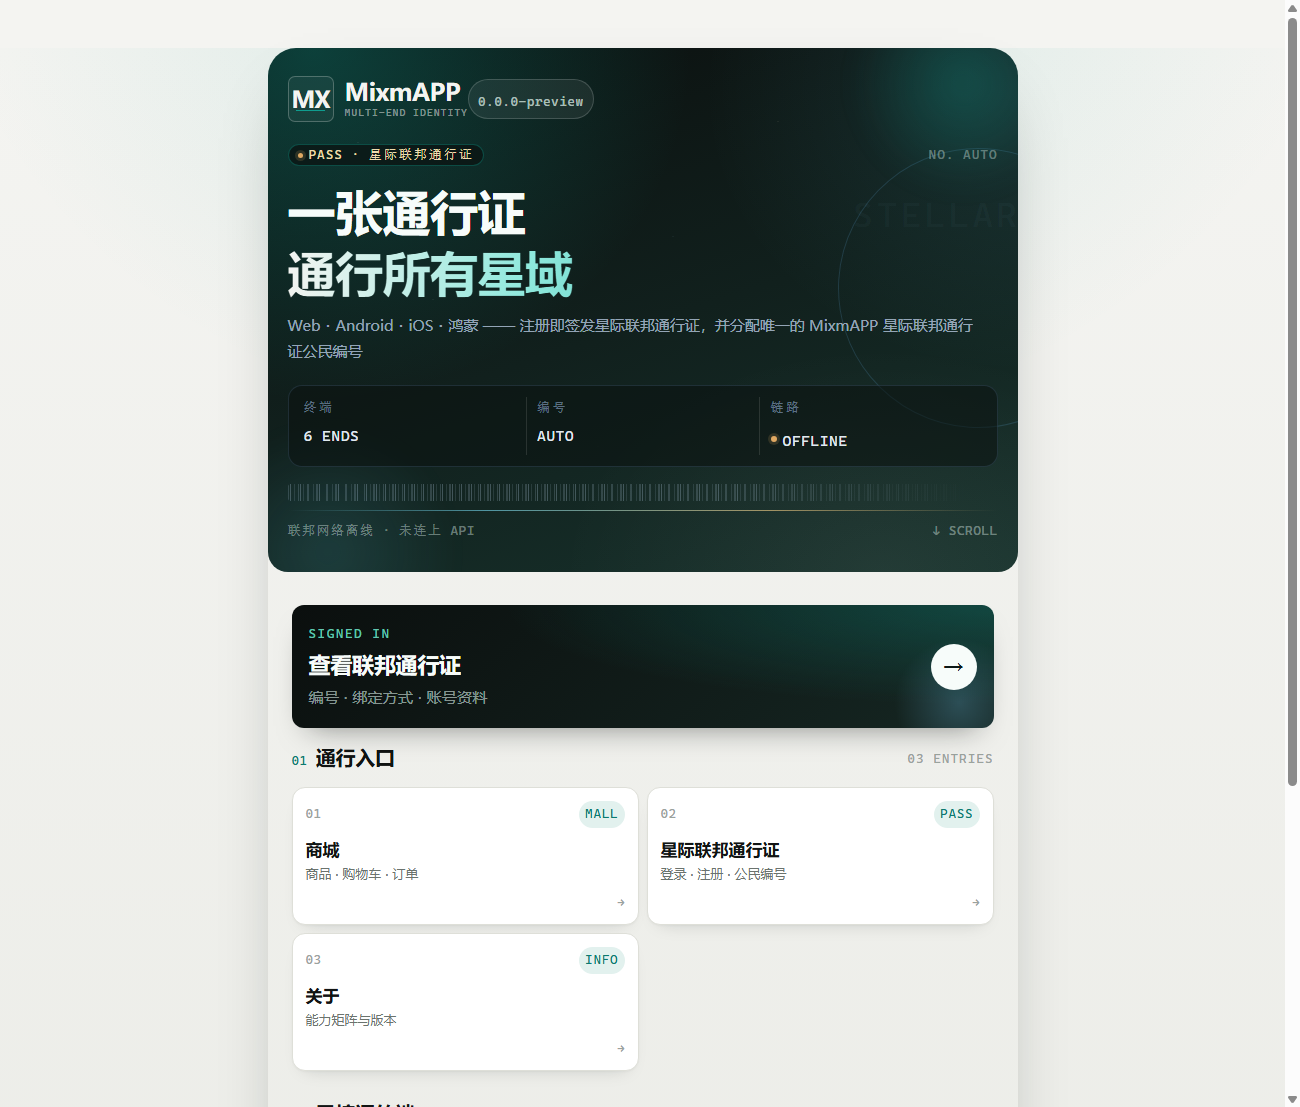 MX
MixmAPP
MULTI-END IDENTITY
0.0.0-preview
PASS · 星际联邦通行证
NO. AUTO
STELLAR
一张通行证
通行所有星域
Web · Android · iOS · 鸿蒙 —— 注册即签发星际联邦通行证，并分配唯一的 MixmAPP 星际联邦通行
证公民编号
终端
6 ENDS
编号
AUTO
链路
OFFLINE
联邦网络离线 · 未连上 API
↓ SCROLL
SIGNED IN
查看联邦通行证
编号 · 绑定方式 · 账号资料
→
01 通行入口
03 ENTRIES
01
MALL
商城
商品 · 购物车 · 订单
→
02
PASS
星际联邦通行证
登录 · 注册 · 公民编号
→
03
INFO
关于
能力矩阵与版本
→